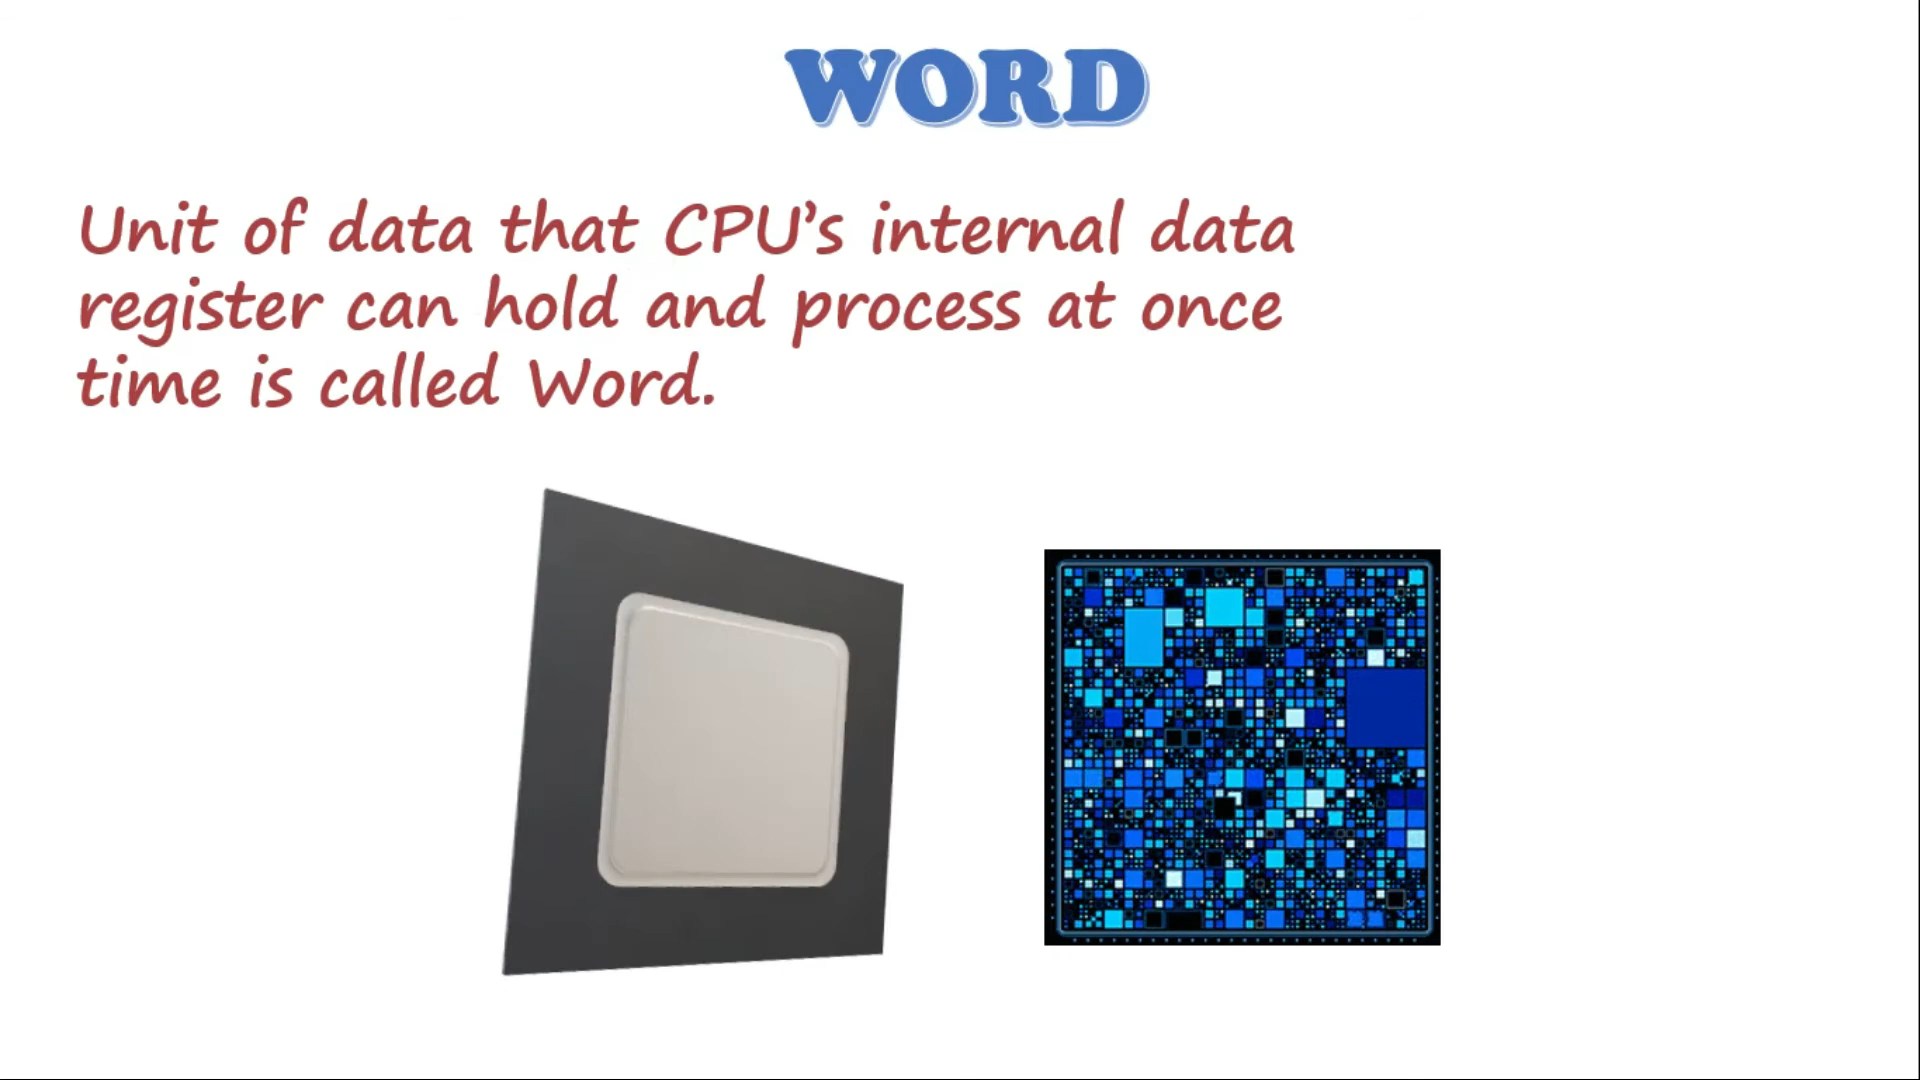 WORD
Unit of data that CPU’s internal data
register can hold and process at once
time is called Word.